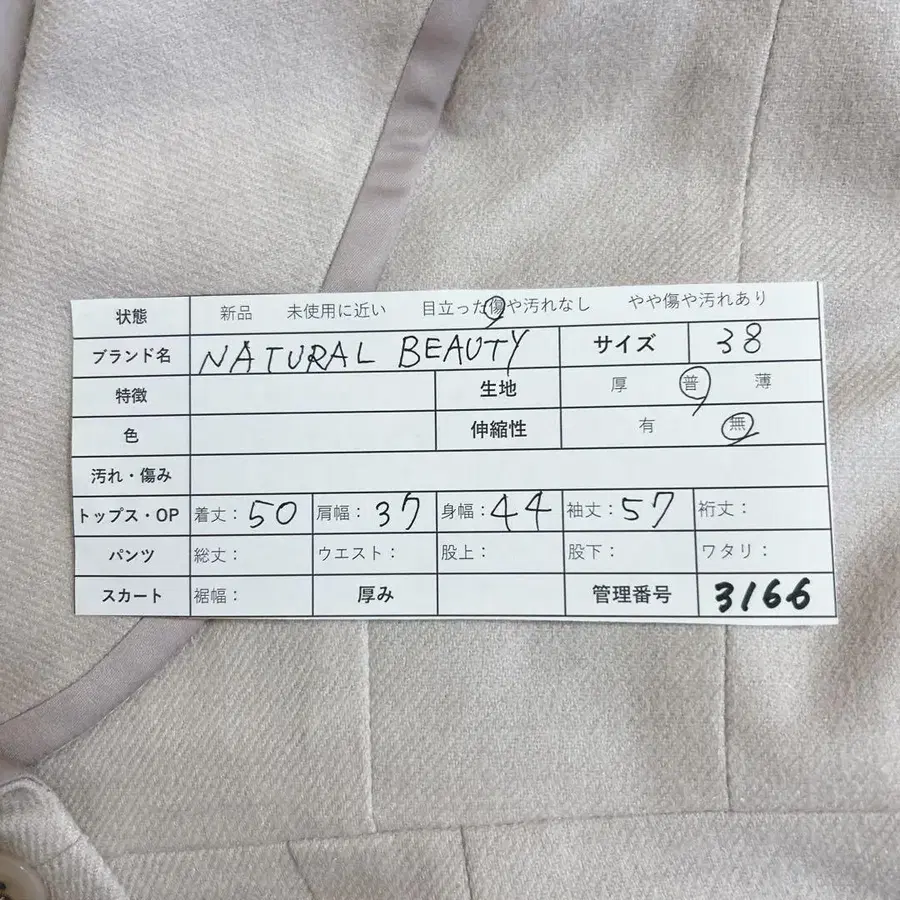 状態 新品 未使用に近い 目立った傷や汚れなし やや傷や汚れあり
ブランド名 NATURAL BEAUTY サイズ 38
特徴 生地 厚 普 薄
色 伸縮性 有 無
汚れ・傷み
トップス・OP 着丈: 50 肩幅: 37 身幅: 44 袖丈: 57 裄丈:
パンツ 総丈: ウエスト: 股上: 股下: ワタリ:
スカート 裾幅: 厚み 管理番号 3166